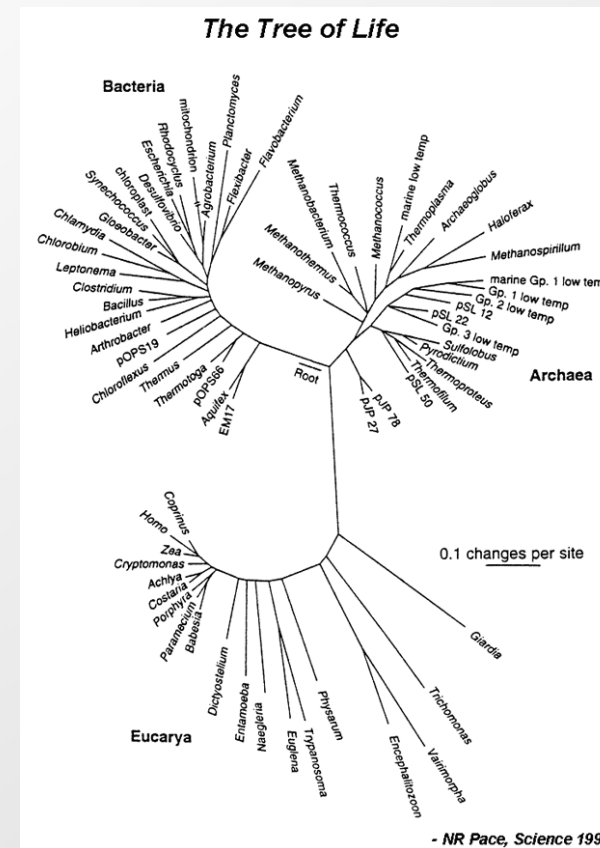 The Tree of Life
Bacteria
Planctomyces
Flavobacterium
mitochondrion
Rhodocyclus
Escherichia
Desulfovibrio
Agrobacterium
Flexibacter
chloroplast
Synechococcus
Gloeobacter
Chlamydia
Chlorobium
Leptonema
Clostridium
Bacillus
Heliobacterium
Arthrobacter
pOPS19
Chloroflexus
Thermus
Thermotoga
pOPS66
Aquifex
EM17
Root
Methanopyrus
Methanothermus
Methanobacterium
Thermococcus
Methanococcus
marine low temp
Thermoplasma
Archaeoglobus
Haloferax
Methanospirillum
marine Gp. 1 low tem
Gp. 1 low temp
Gp. 2 low temp
pSL 12
pSL 22
Gp. 3 low temp
Sulfolobus
Pyrodictium
Thermoproteus
Thermofilum
pSL 50
pJP 78
pJP 27
Archaea
0.1 changes per site
Coprinus
Homo
Zea
Cryptomonas
Achlya
Costaria
Porphyra
Paramecium
Babesia
Dictyostelium
Entamoeba
Naegleria
Euglena
Trypanosoma
Physarum
Encephalitozoon
Vairimorpha
Trichomonas
Giardia
Eucarya
- NR Pace, Science 199